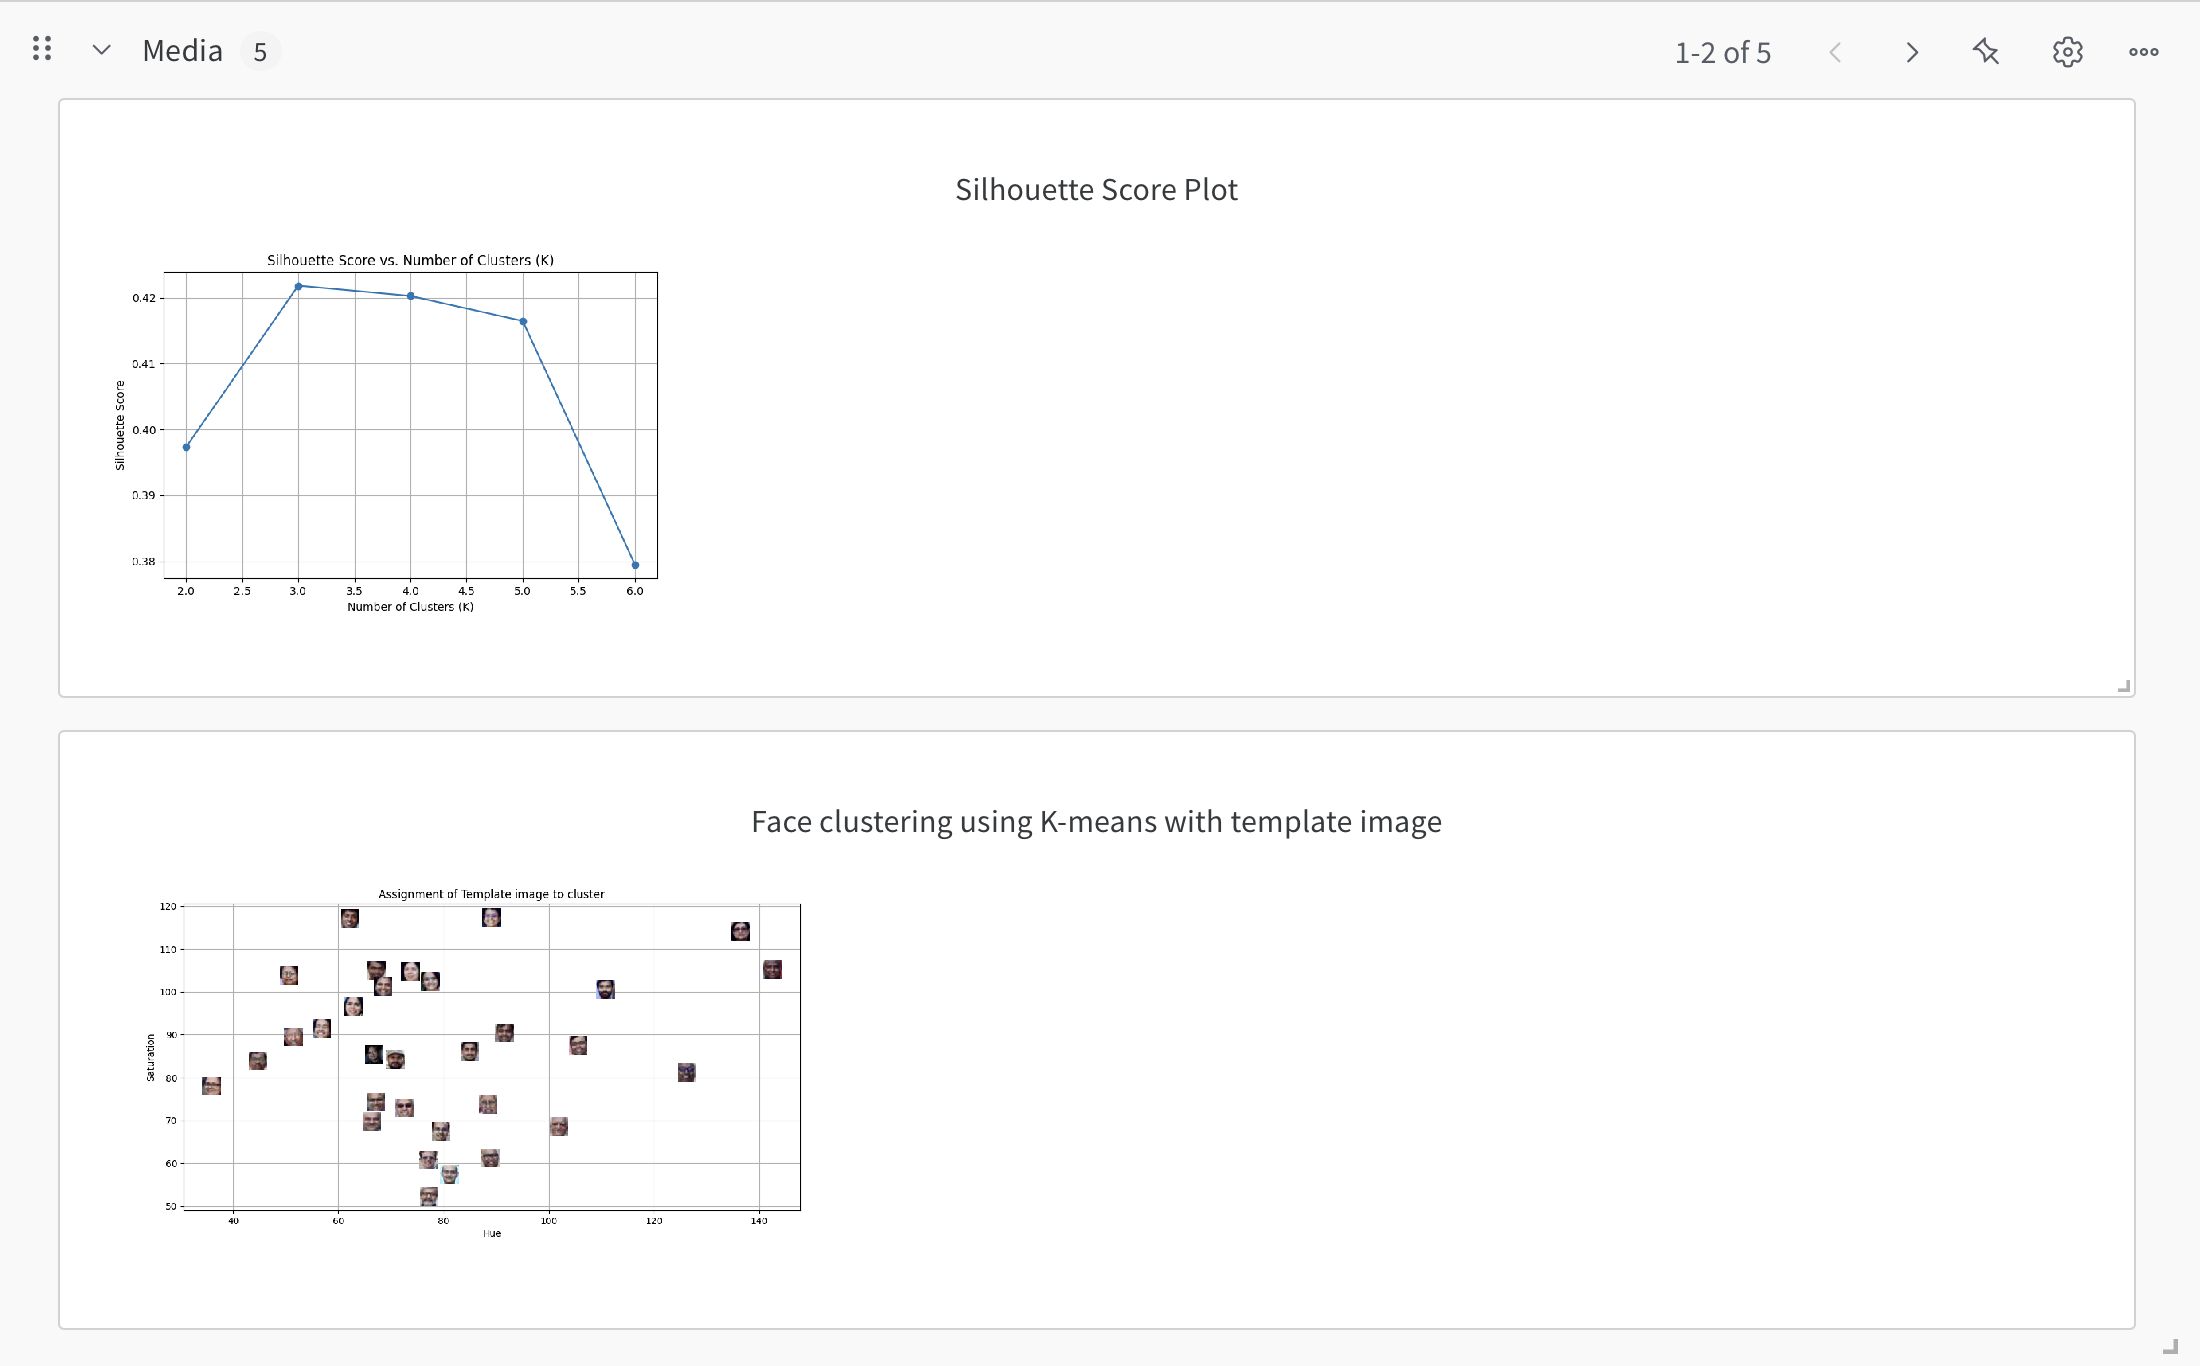 Media 5
1-2 of 5
Silhouette Score Plot
Silhouette Score vs. Number of Clusters (K)
Silhouette Score
0.42
0.41
0.40
0.39
0.38
2.0 2.5 3.0 3.5 4.0 4.5 5.0 5.5 6.0
Number of Clusters (K)
Face clustering using K-means with template image
Assignment of Template image to cluster
Saturation
120
110
100
90
80
70
60
50
40 60 80 100 120 140
Hue